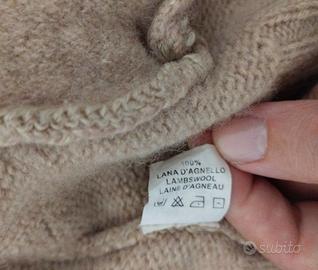 100%
LANA D'AGNELLO
LAMBSWOOL
LAINE D'AGNEAU
subito